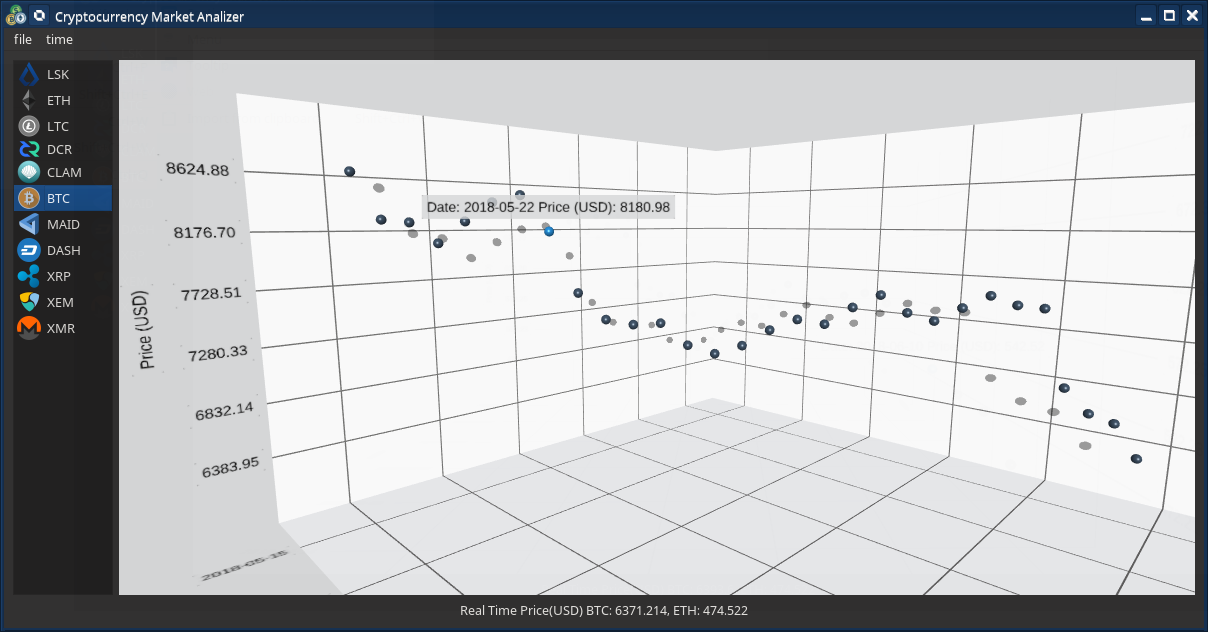 Cryptocurrency Market Analizer
file time
LSK
ETH
LTC
DCR
CLAM
BTC
MAID
DASH
XRP
XEM
XMR
Price (USD)
8624.88
8176.70
7728.51
7280.33
6832.14
6383.95
2018-05-15
Date: 2018-05-22 Price (USD): 8180.98
Real Time Price(USD) BTC: 6371.214, ETH: 474.522